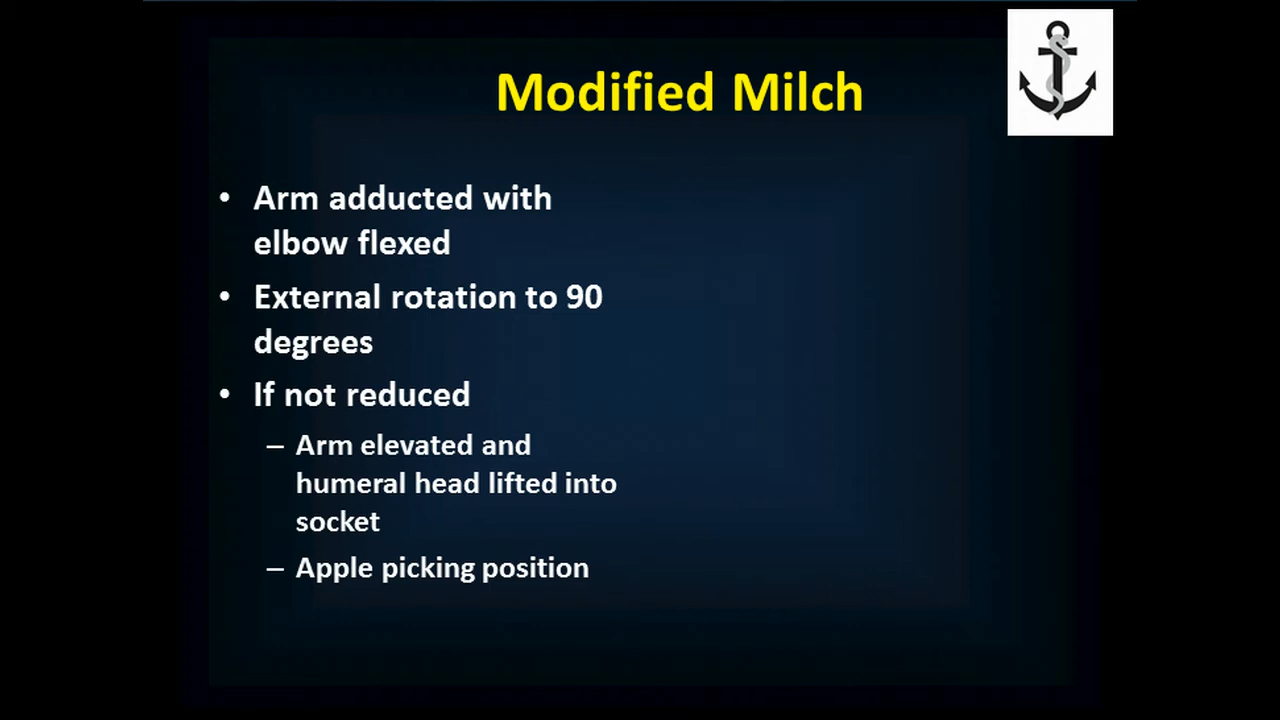 Modified Milch
• Arm adducted with
elbow flexed
• External rotation to 90
degrees
• If not reduced
– Arm elevated and
humeral head lifted into
socket
– Apple picking position